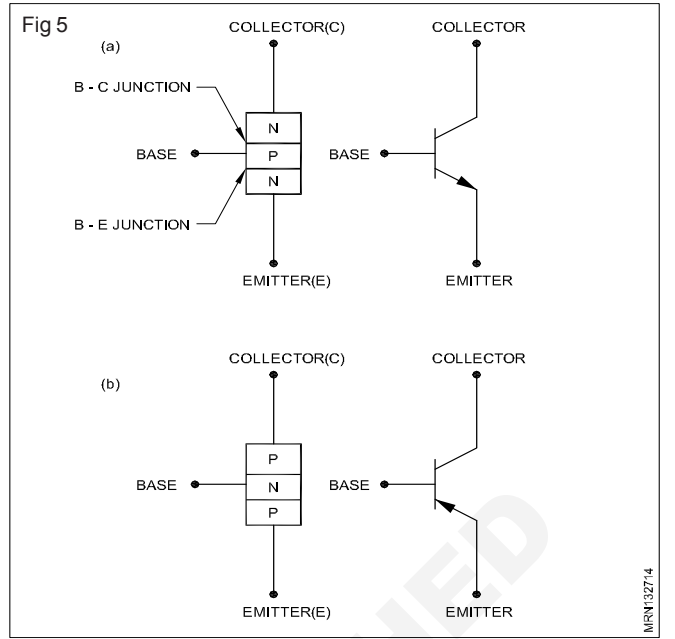 Fig 5
(a)
COLLECTOR(C)
COLLECTOR
B - C JUNCTION
N
BASE
P
BASE
N
B - E JUNCTION
EMITTER(E)
EMITTER
(b)
COLLECTOR(C)
COLLECTOR
P
BASE
N
BASE
P
EMITTER(E)
EMITTER
MRN132714